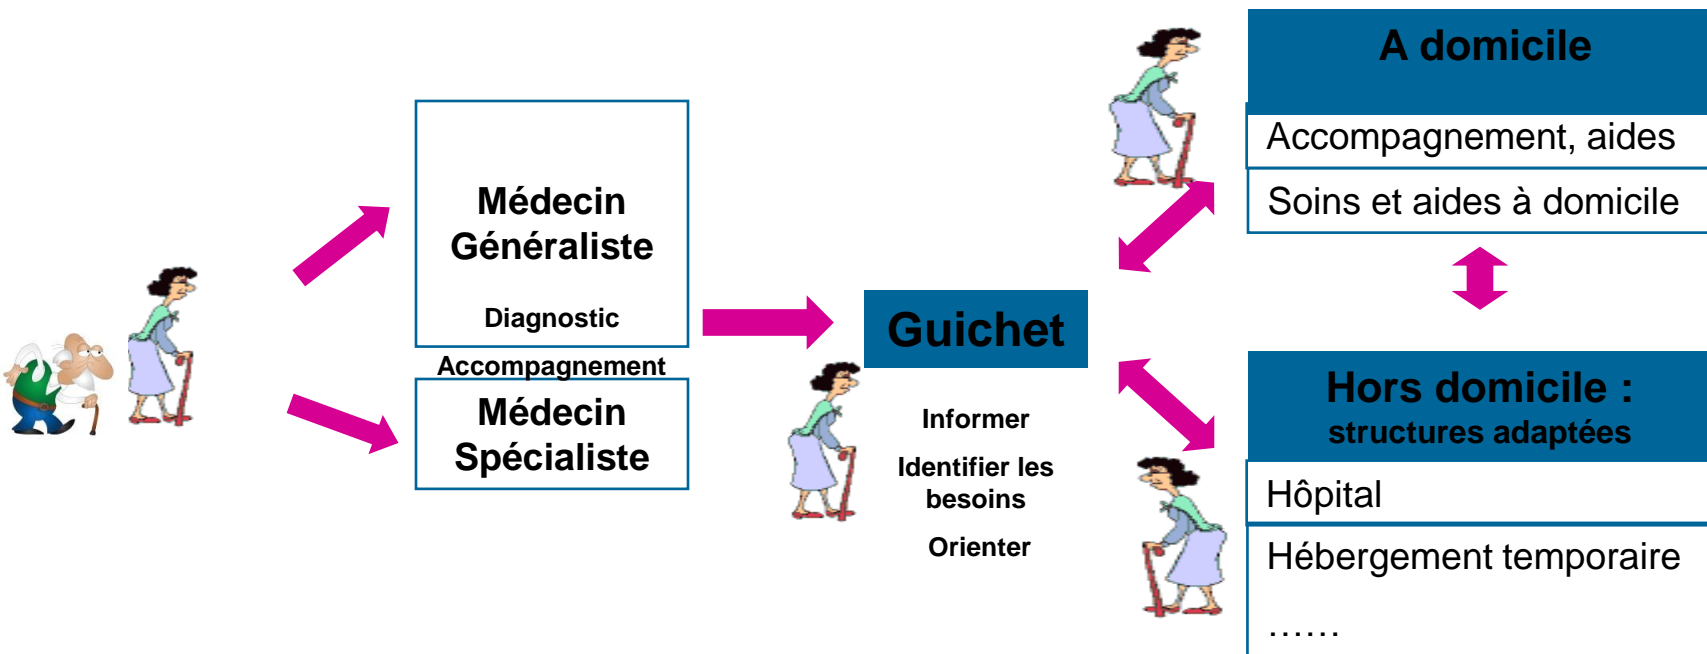 Médecin
Généraliste
Diagnostic
Accompagnement
Médecin
Spécialiste
Guichet
Informer
Identifier les
besoins
Orienter
A domicile
Accompagnement, aides
Soins et aides à domicile
Hors domicile :
structures adaptées
Hôpital
Hébergement temporaire
......